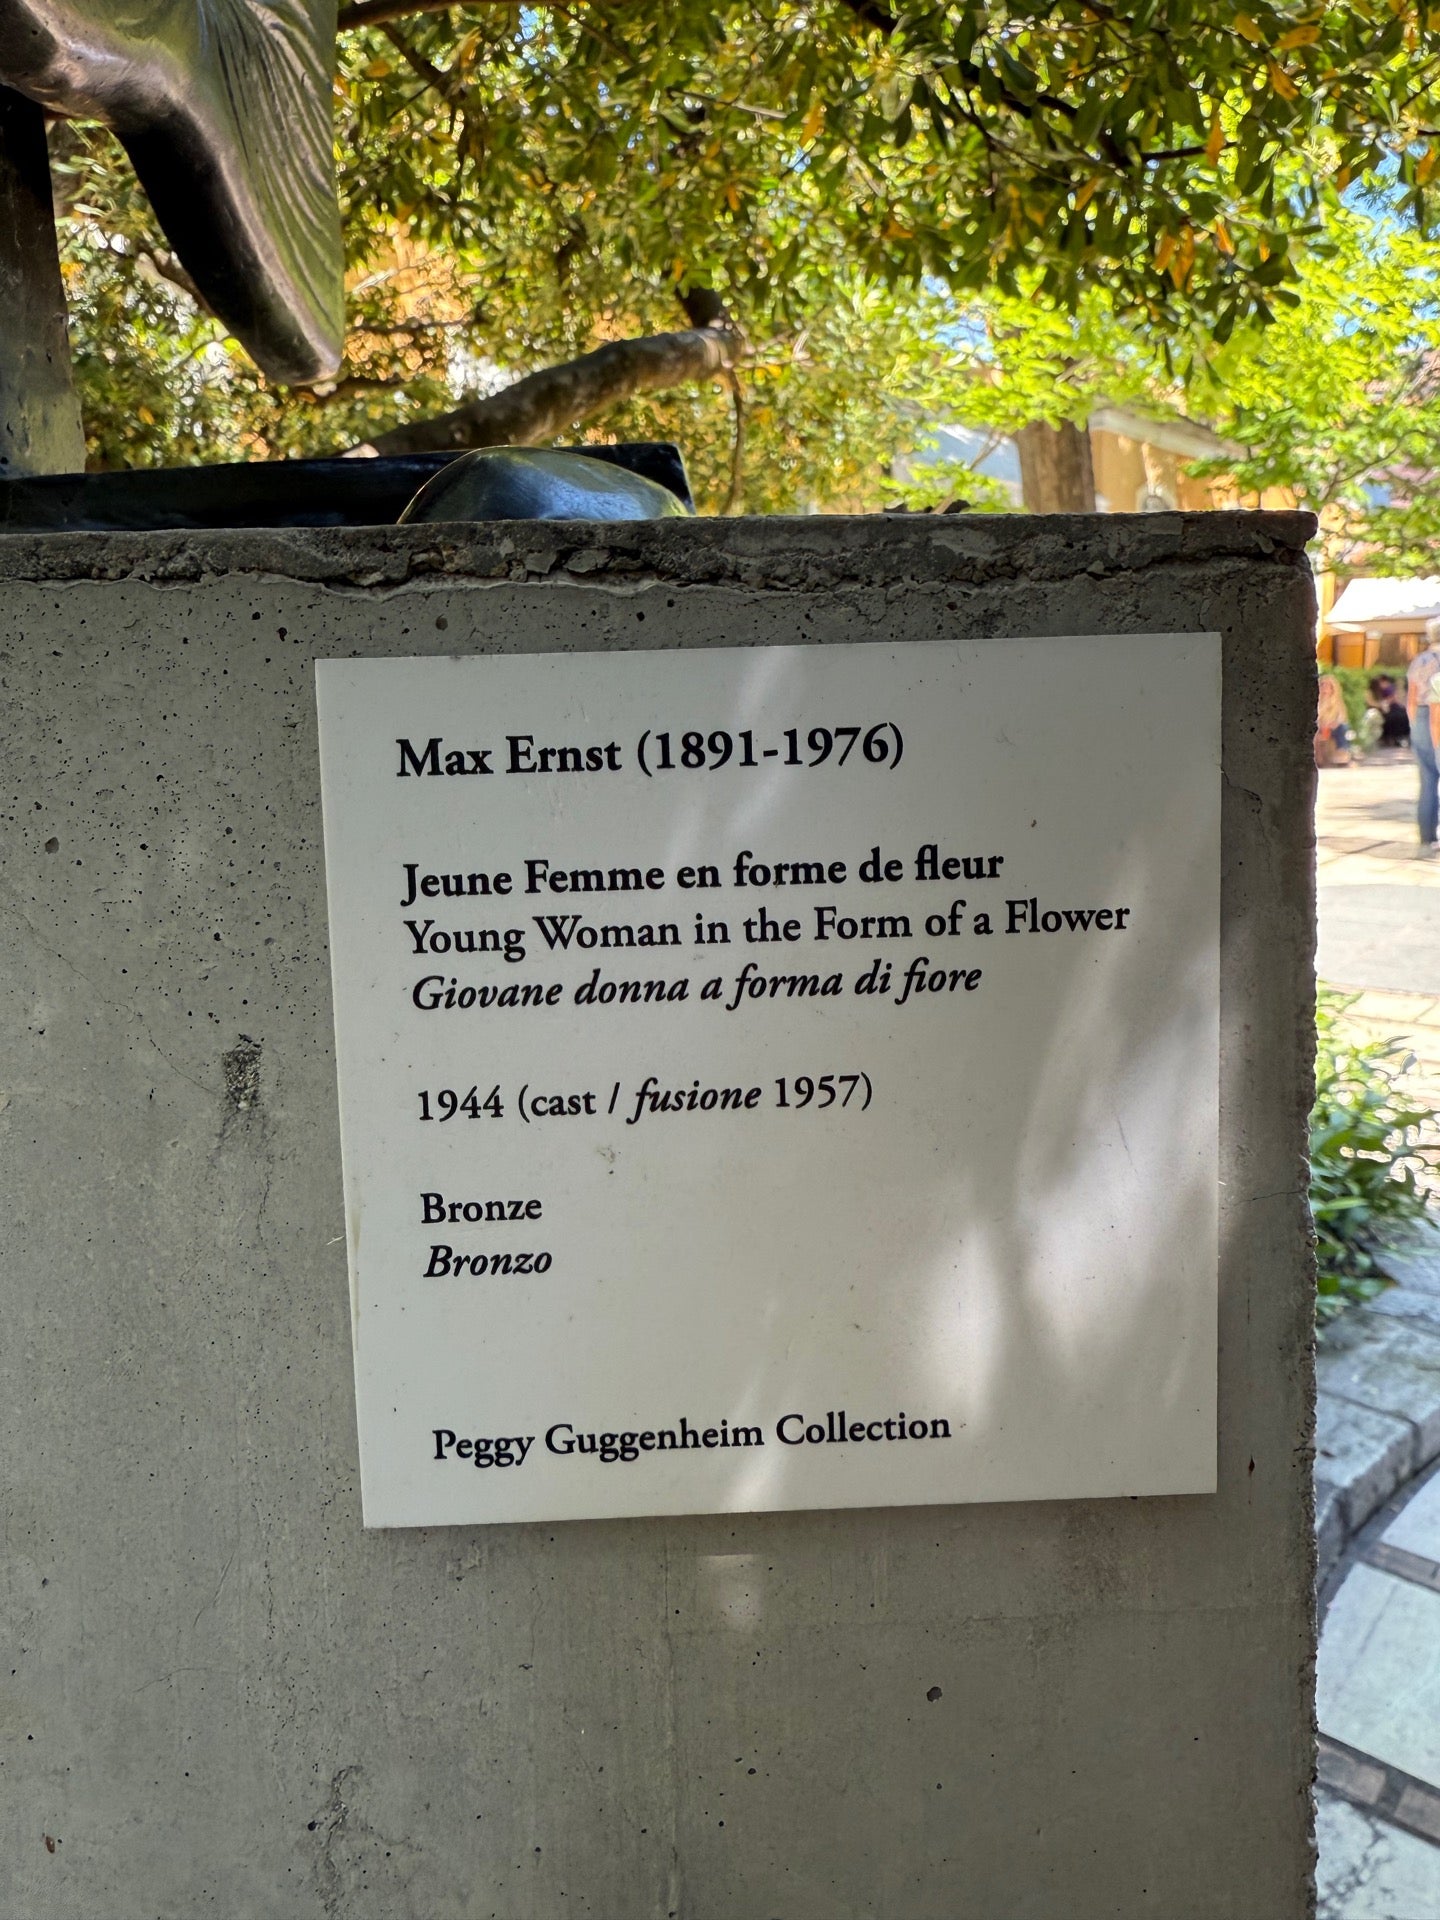 Max Ernst (1891-1976)
Jeune Femme en forme de fleur
Young Woman in the Form of a Flower
Giovane donna a forma di fiore
1944 (cast / fusione 1957)
Bronze
Bronzo
Peggy Guggenheim Collection